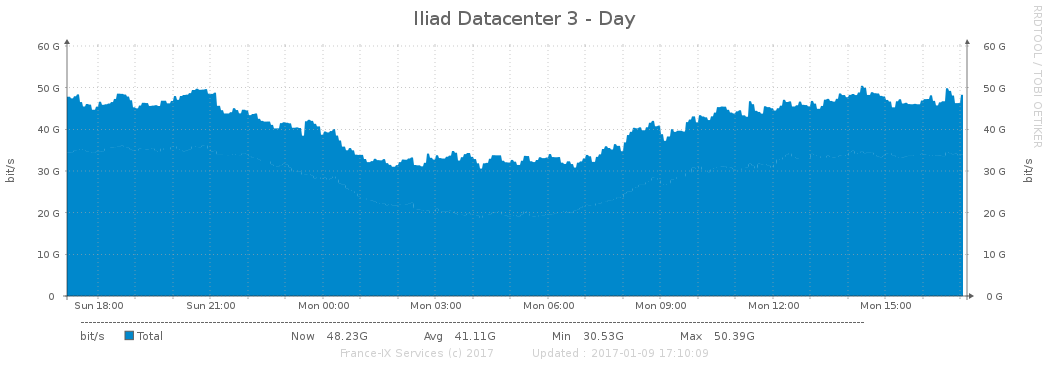 Iliad Datacenter 3 - Day
RRDTOOL / TOBI OETIKER
60 G 60 G
50 G 50 G
40 G 40 G
30 G 30 G
20 G 20 G
10 G 10 G
0 0 G
bit/s bit/s
Sun 18:00 Sun 21:00 Mon 00:00 Mon 03:00 Mon 06:00 Mon 09:00 Mon 12:00 Mon 15:00
bit/s Total Now 48.23G Avg 41.11G Min 30.53G Max 50.39G
France-IX Services (c) 2017 Updated : 2017-01-09 17:10:09